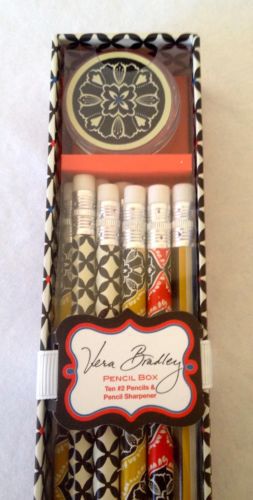 Vera Bradley
PENCIL BOX
Ten #2 Pencils &
Pencil Sharpener